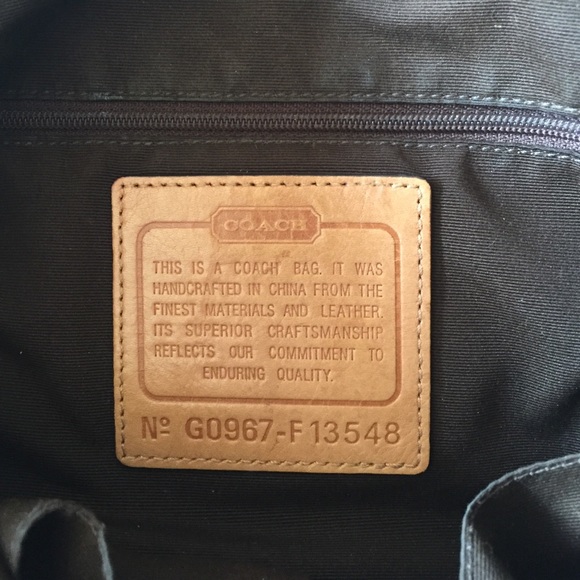 COACH
THIS IS A COACH BAG. IT WAS
HANDCRAFTED IN CHINA FROM THE
FINEST MATERIALS AND LEATHER.
ITS SUPERIOR CRAFTSMANSHIP
REFLECTS OUR COMMITMENT TO
ENDURING QUALITY.
Nº G0967-F13548